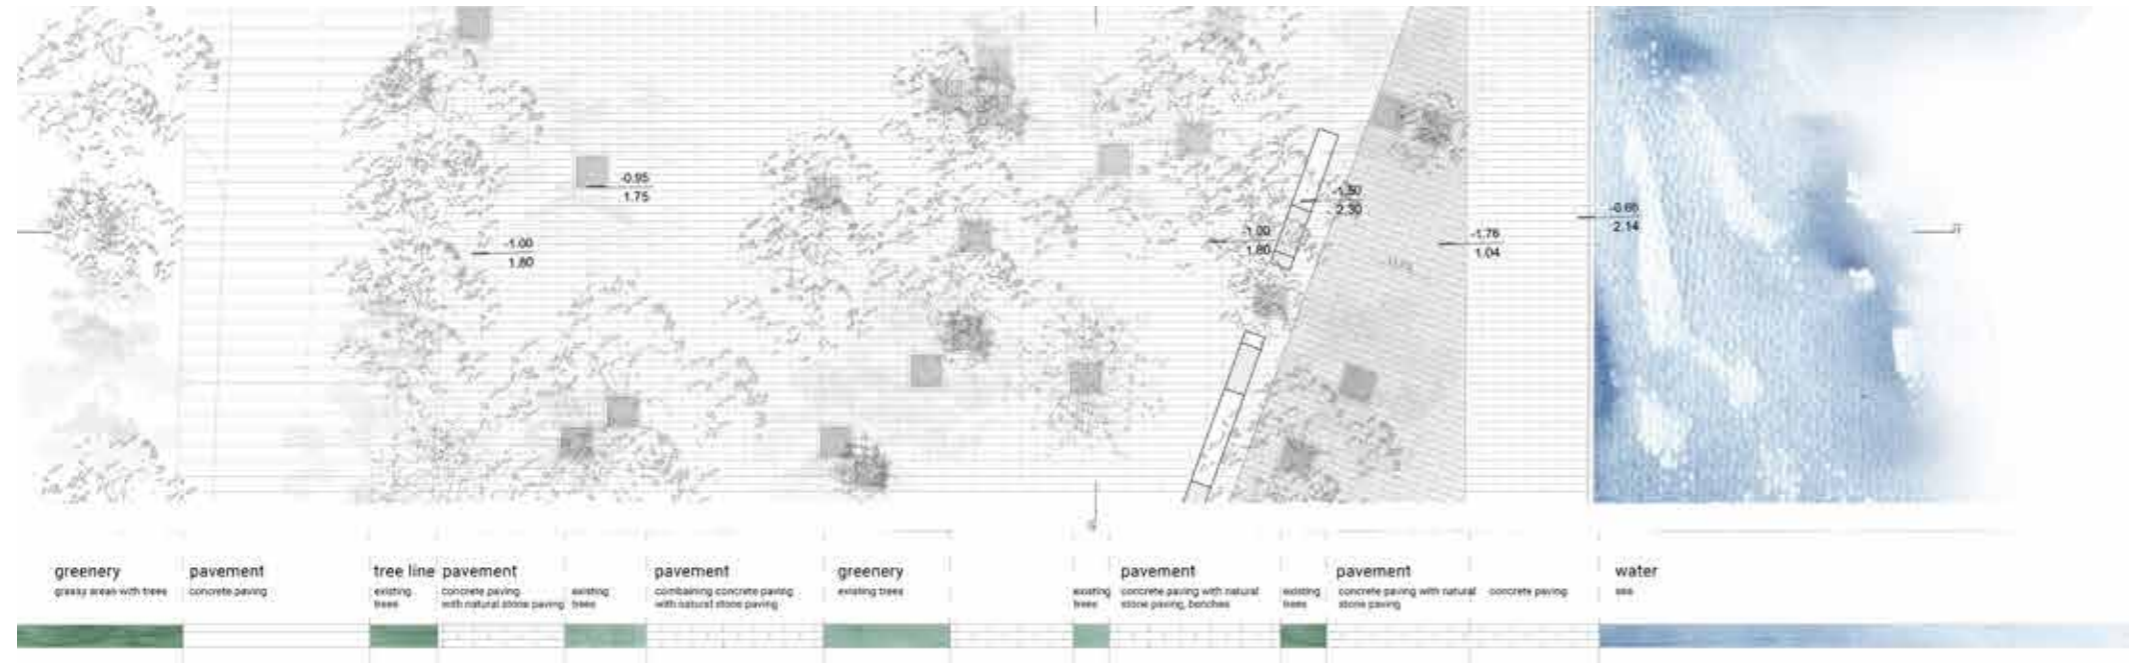 -0.95
1.75
-1.00
1.80
-1.50
2.30
-1.00
1.80
-1.76
1.04
-0.66
2.14
greenery
grassy areas with trees
pavement
concrete paving
tree line
existing
trees
pavement
concrete paving
with natural stone paving
existing
trees
pavement
combaining concrete paving
with natural stone paving
greenery
existing trees
existing
trees
pavement
concrete paving with natural
stone paving, benches
existing
trees
pavement
concrete paving with natural
stone paving
concrete paving
water
sea